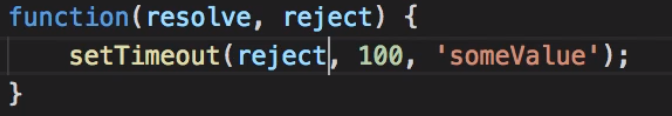 function(resolve, reject) {
    setTimeout(reject, 100, 'someValue');
}